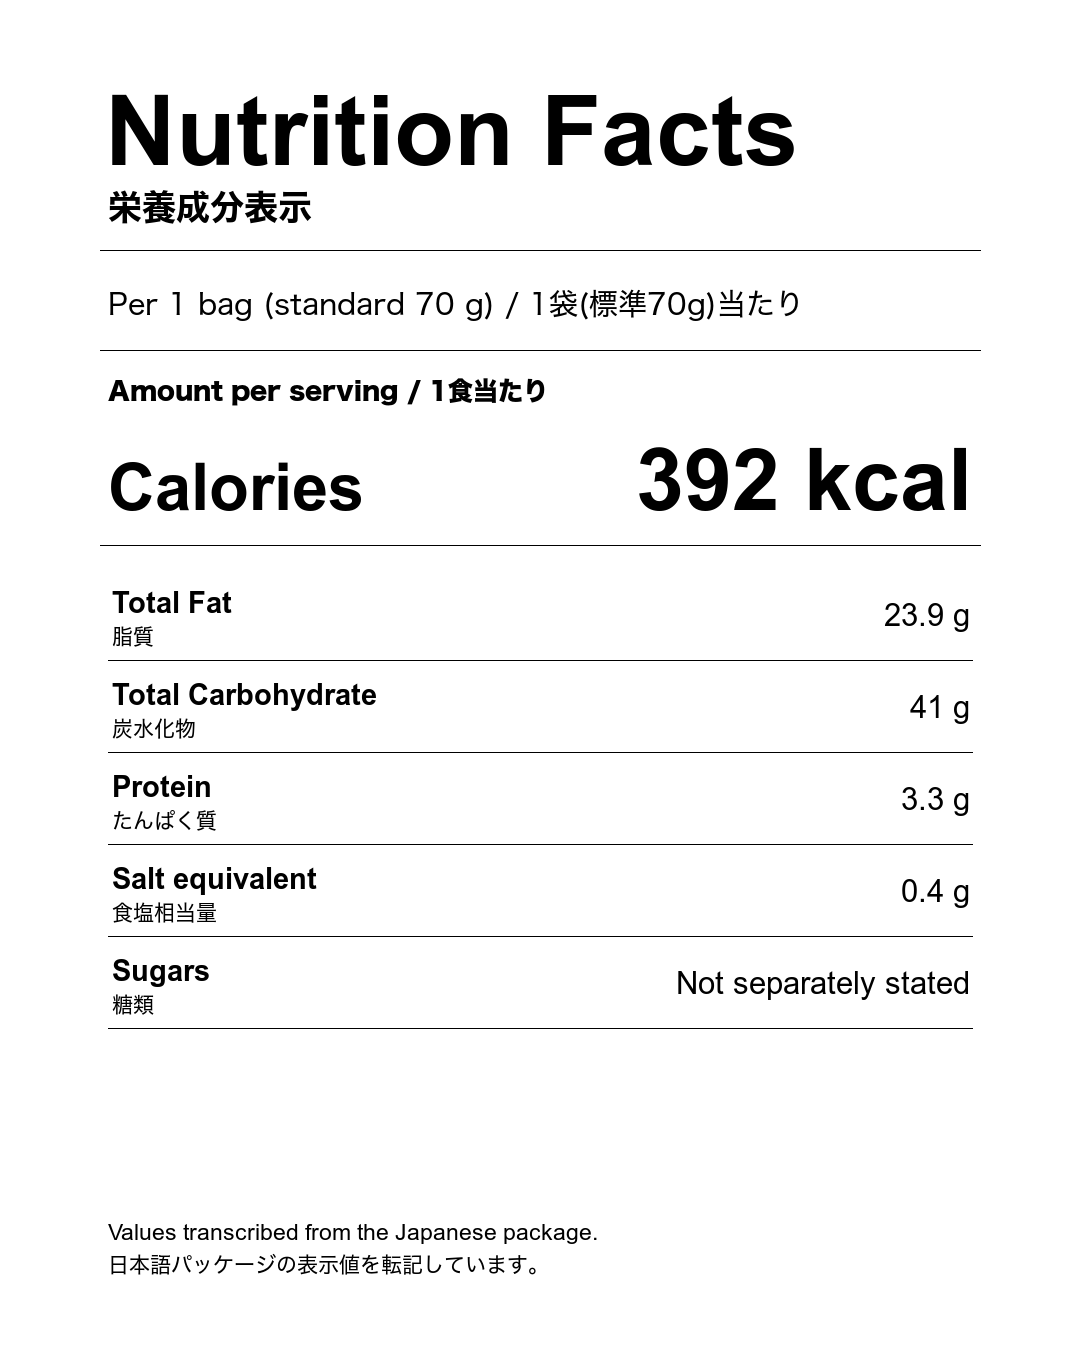 Nutrition Facts
栄養成分表示
Per 1 bag (standard 70 g) / 1袋(標準70g)当たり
Amount per serving / 1食当たり
Calories 392 kcal
Total Fat 23.9 g
脂質
Total Carbohydrate 41 g
炭水化物
Protein 3.3 g
たんぱく質
Salt equivalent 0.4 g
食塩相当量
Sugars Not separately stated
糖類
Values transcribed from the Japanese package.
日本語パッケージの表示値を転記しています。